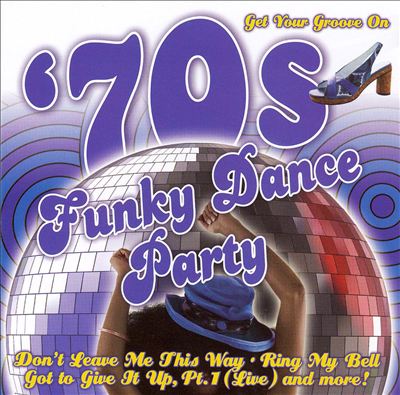 Get Your Groove On
'70s
Funky Dance
Party
Don't Leave Me This Way • Ring My Bell
Got to Give It Up, Pt. 1 (Live) and more!